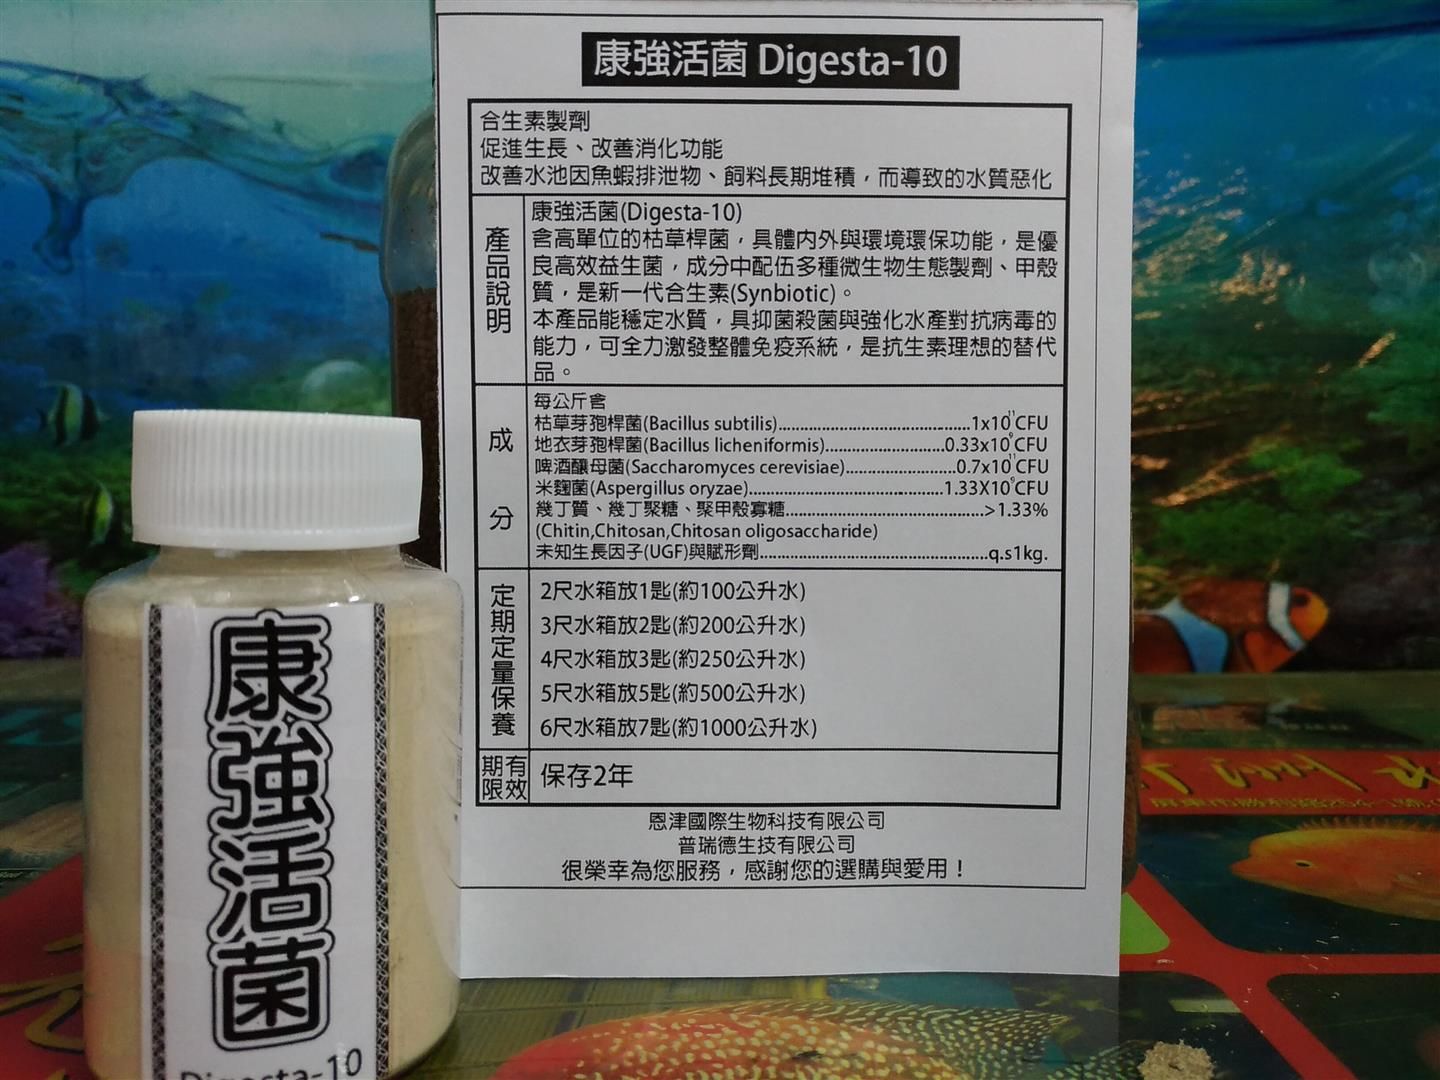 康強活菌 Digesta-10
合生素製劑
促進生長、改善消化功能
改善水池因魚蝦排泄物、飼料長期堆積，而導致的水質惡化
產品說明
康強活菌(Digesta-10)
含高單位的枯草桿菌，具體內外與環境環保功能，是優
良高效益生菌，成分中配伍多種微生物生態製劑、甲殼
質，是新一代合生素(Synbiotic)。
本產品能穩定水質，具抑菌殺菌與強化水產對抗病毒的
能力，可全力激發整體免疫系統，是抗生素理想的替代
品。
成分
每公斤含
枯草芽孢桿菌(Bacillus subtilis)..........................................1x10¹¹CFU
地衣芽孢桿菌(Bacillus licheniformis)..........................0.33x10⁹CFU
啤酒釀母菌(Saccharomyces cerevisiae)........................0.7x10¹¹CFU
米麴菌(Aspergillus oryzae)..........................................1.33X10⁹CFU
幾丁質、幾丁聚糖、聚甲殼寡糖...........................................>1.33%
(Chitin,Chitosan,Chitosan oligosaccharide)
未知生長因子(UGF)與賦形劑..................................................q.s1kg.
定期定量保養
2尺水箱放1匙(約100公升水)
3尺水箱放2匙(約200公升水)
4尺水箱放3匙(約250公升水)
5尺水箱放5匙(約500公升水)
6尺水箱放7匙(約1000公升水)
有效期限
保存2年
恩津國際生物科技有限公司
普瑞德生技有限公司
很榮幸為您服務，感謝您的選購與愛用！
康強活菌
Digesta-10